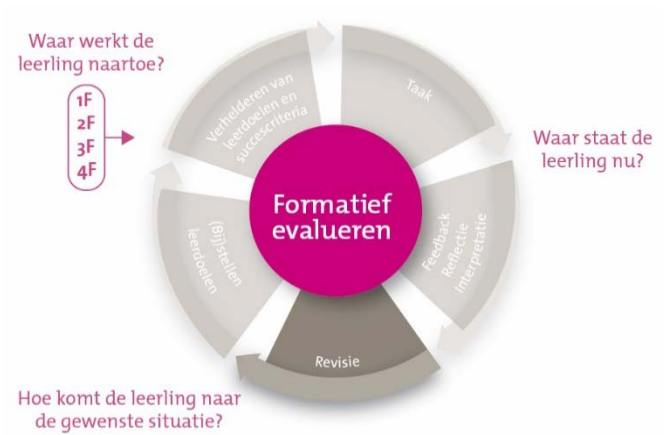 Waar werkt de
leerling naartoe?
1F
2F
3F
4F
Verhelderen van
leerdoelen en
succescriteria
Taak
Waar staat de
leerling nu?
Formatief
evalueren
Feedback
Reflectie
Interpretatie
(Bij)stellen
leerdoelen
Revisie
Hoe komt de leerling naar
de gewenste situatie?